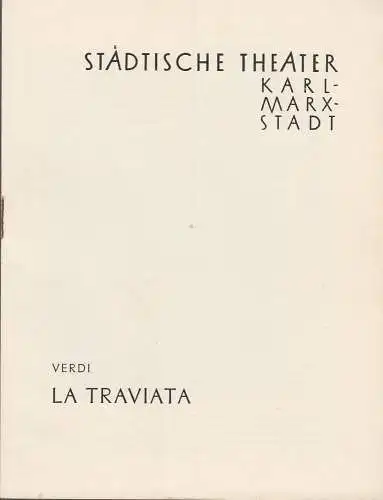 STÄDTISCHE THEATER
KARL-
MARX-
STADT
VERDI
LA TRAVIATA